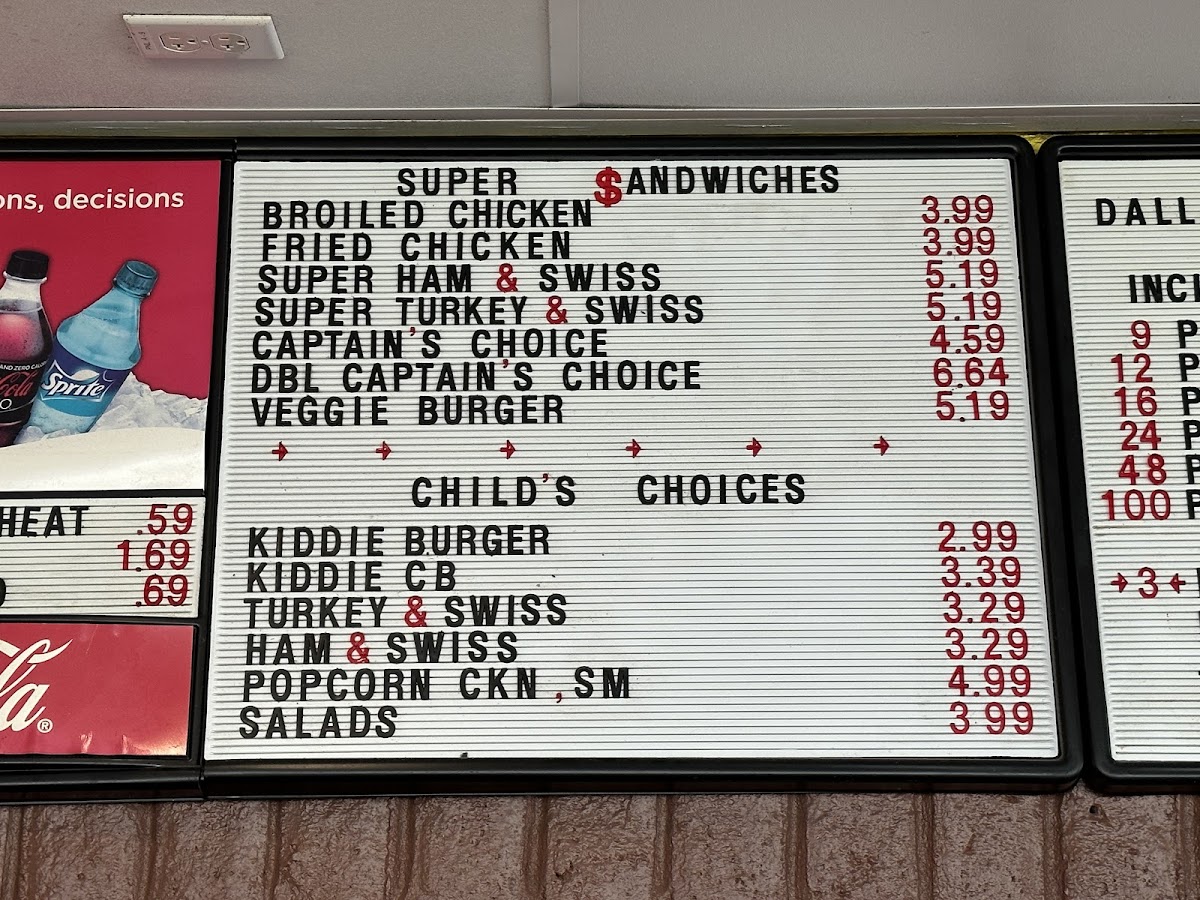 ons, decisions
Sprite
HEAT .59
1.69
.69
SUPER $ANDWICHES
BROILED CHICKEN 3.99
FRIED CHICKEN 3.99
SUPER HAM & SWISS 5.19
SUPER TURKEY & SWISS 5.19
CAPTAIN'S CHOICE 4.59
DBL CAPTAIN'S CHOICE 6.64
VEGGIE BURGER 5.19
→ → → → → →
CHILD'S CHOICES
KIDDIE BURGER 2.99
KIDDIE CB 3.39
TURKEY & SWISS 3.29
HAM & SWISS 3.29
POPCORN CKN ,SM 4.99
SALADS 3 99
DALL
INCL
9 P
12 P
16 P
24 P
48 P
100 P
→3←